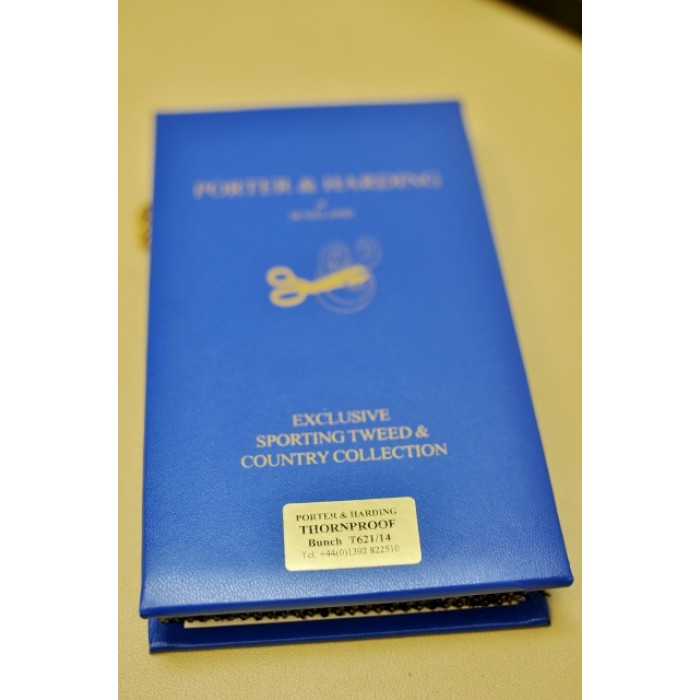 PORTER & HARDING
EXCLUSIVE
SPORTING TWEED &
COUNTRY COLLECTION
PORTER & HARDING
THORNPROOF
Bunch T621/14
Tel: +44(0)1392 822510